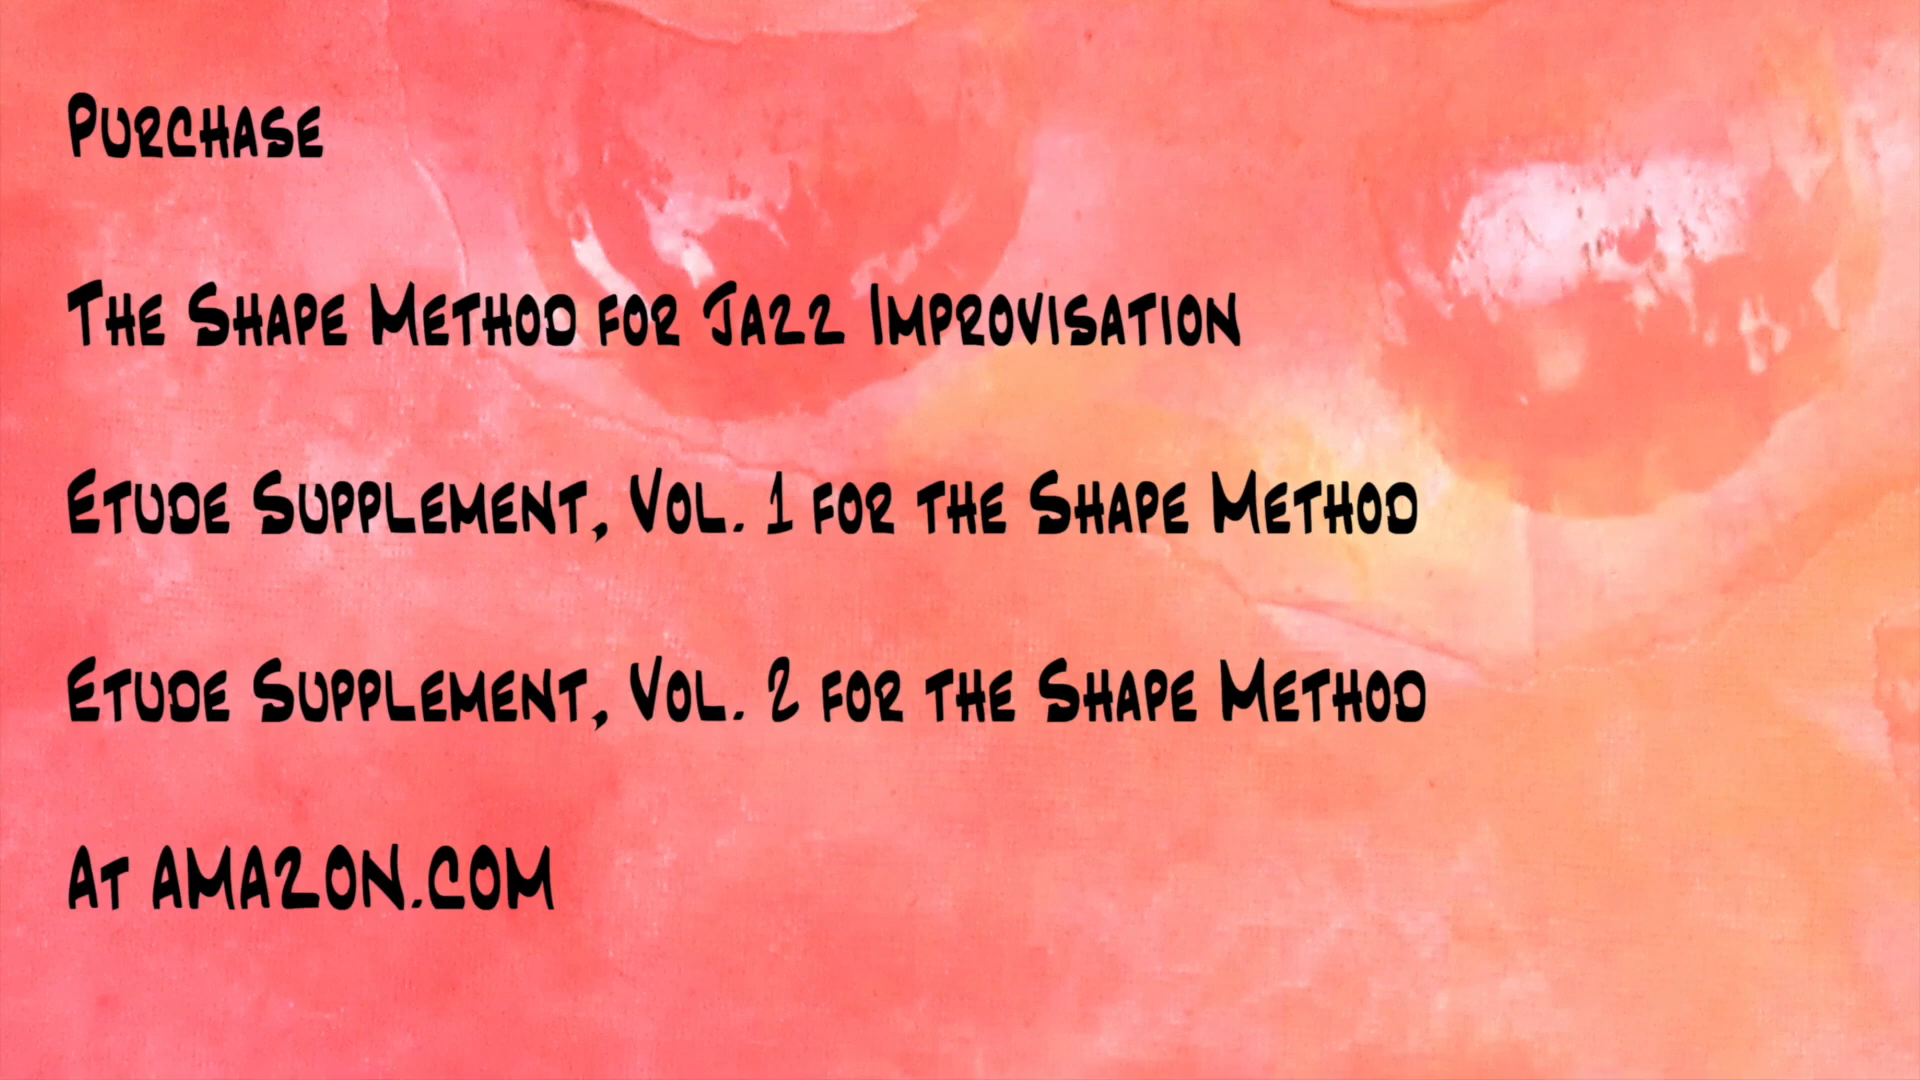 Purchase
The Shape Method for Jazz Improvisation
Etude Supplement, Vol. 1 for the Shape Method
Etude Supplement, Vol. 2 for the Shape Method
at AMAZON.COM